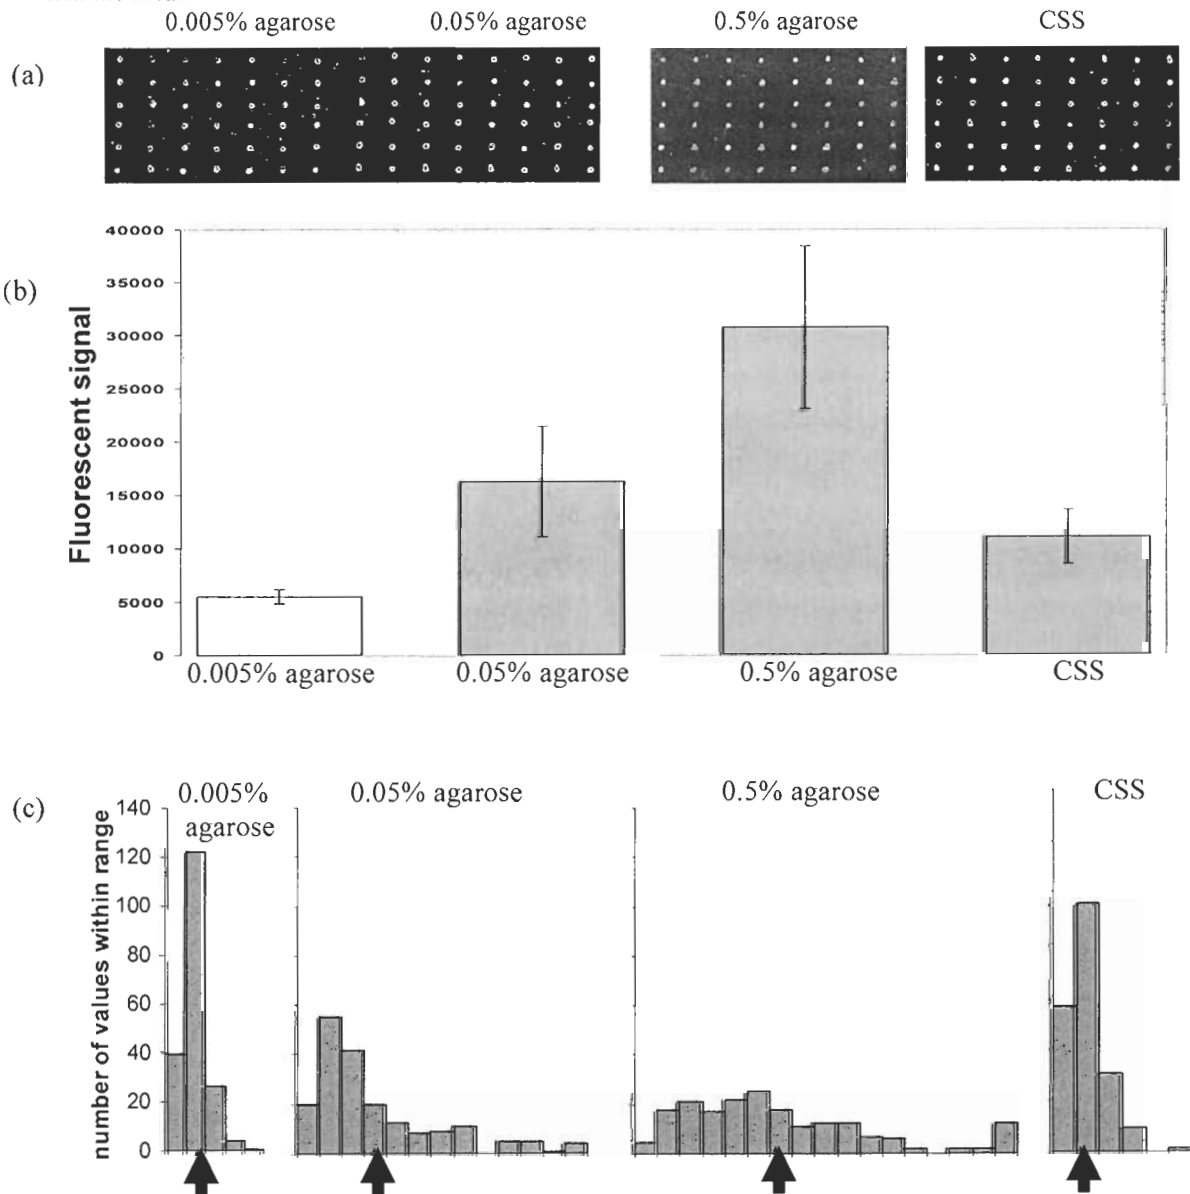 0.005% agarose 0.05% agarose 0.5% agarose CSS
(a)
(b)
Fluorescent signal
40000
35000
30000
25000
20000
15000
10000
5000
0
0.005% agarose 0.05% agarose 0.5% agarose CSS
(c)
number of values within range
140
120
100
80
60
40
20
0
0.005%
agarose
0.05% agarose
0.5% agarose
CSS